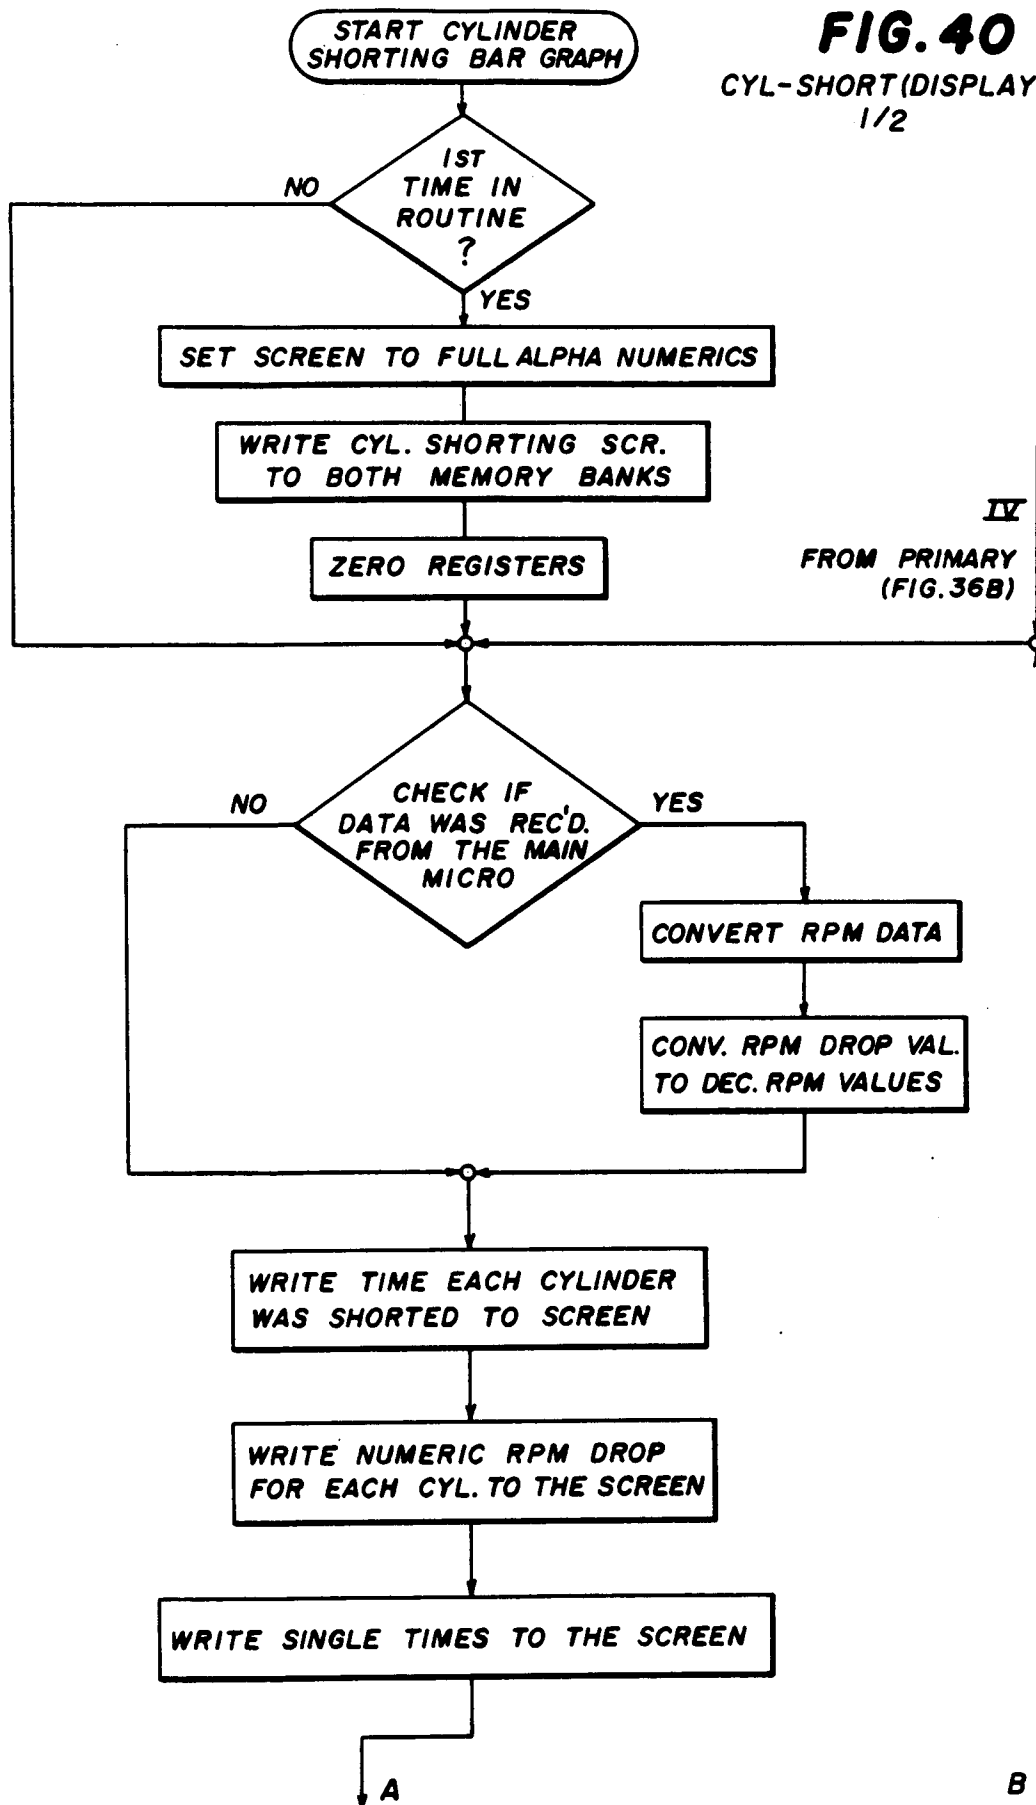 START CYLINDER
SHORTING BAR GRAPH
FIG. 40
CYL-SHORT (DISPLAY
1/2
1ST
TIME IN
ROUTINE
?
NO
YES
SET SCREEN TO FULL ALPHA NUMERICS
WRITE CYL. SHORTING SCR.
TO BOTH MEMORY BANKS
ZERO REGISTERS
IV
FROM PRIMARY
(FIG. 36B)
CHECK IF
DATA WAS REC'D.
FROM THE MAIN
MICRO
NO
YES
CONVERT RPM DATA
CONV. RPM DROP VAL.
TO DEC. RPM VALUES
WRITE TIME EACH CYLINDER
WAS SHORTED TO SCREEN
WRITE NUMERIC RPM DROP
FOR EACH CYL. TO THE SCREEN
WRITE SINGLE TIMES TO THE SCREEN
A
B